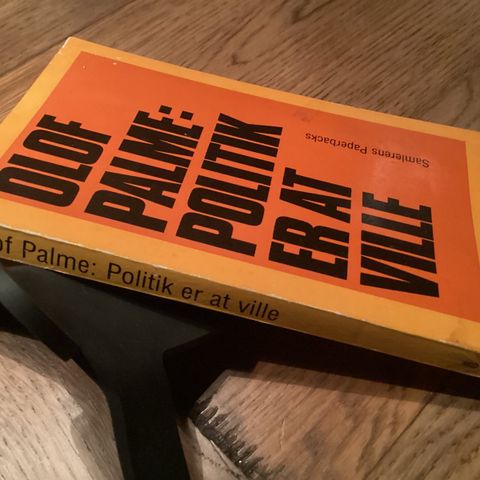 OLOF
PALME:
POLITIK
ER AT
VILLE
Samlerens Paperbacks
of Palme: Politik er at ville